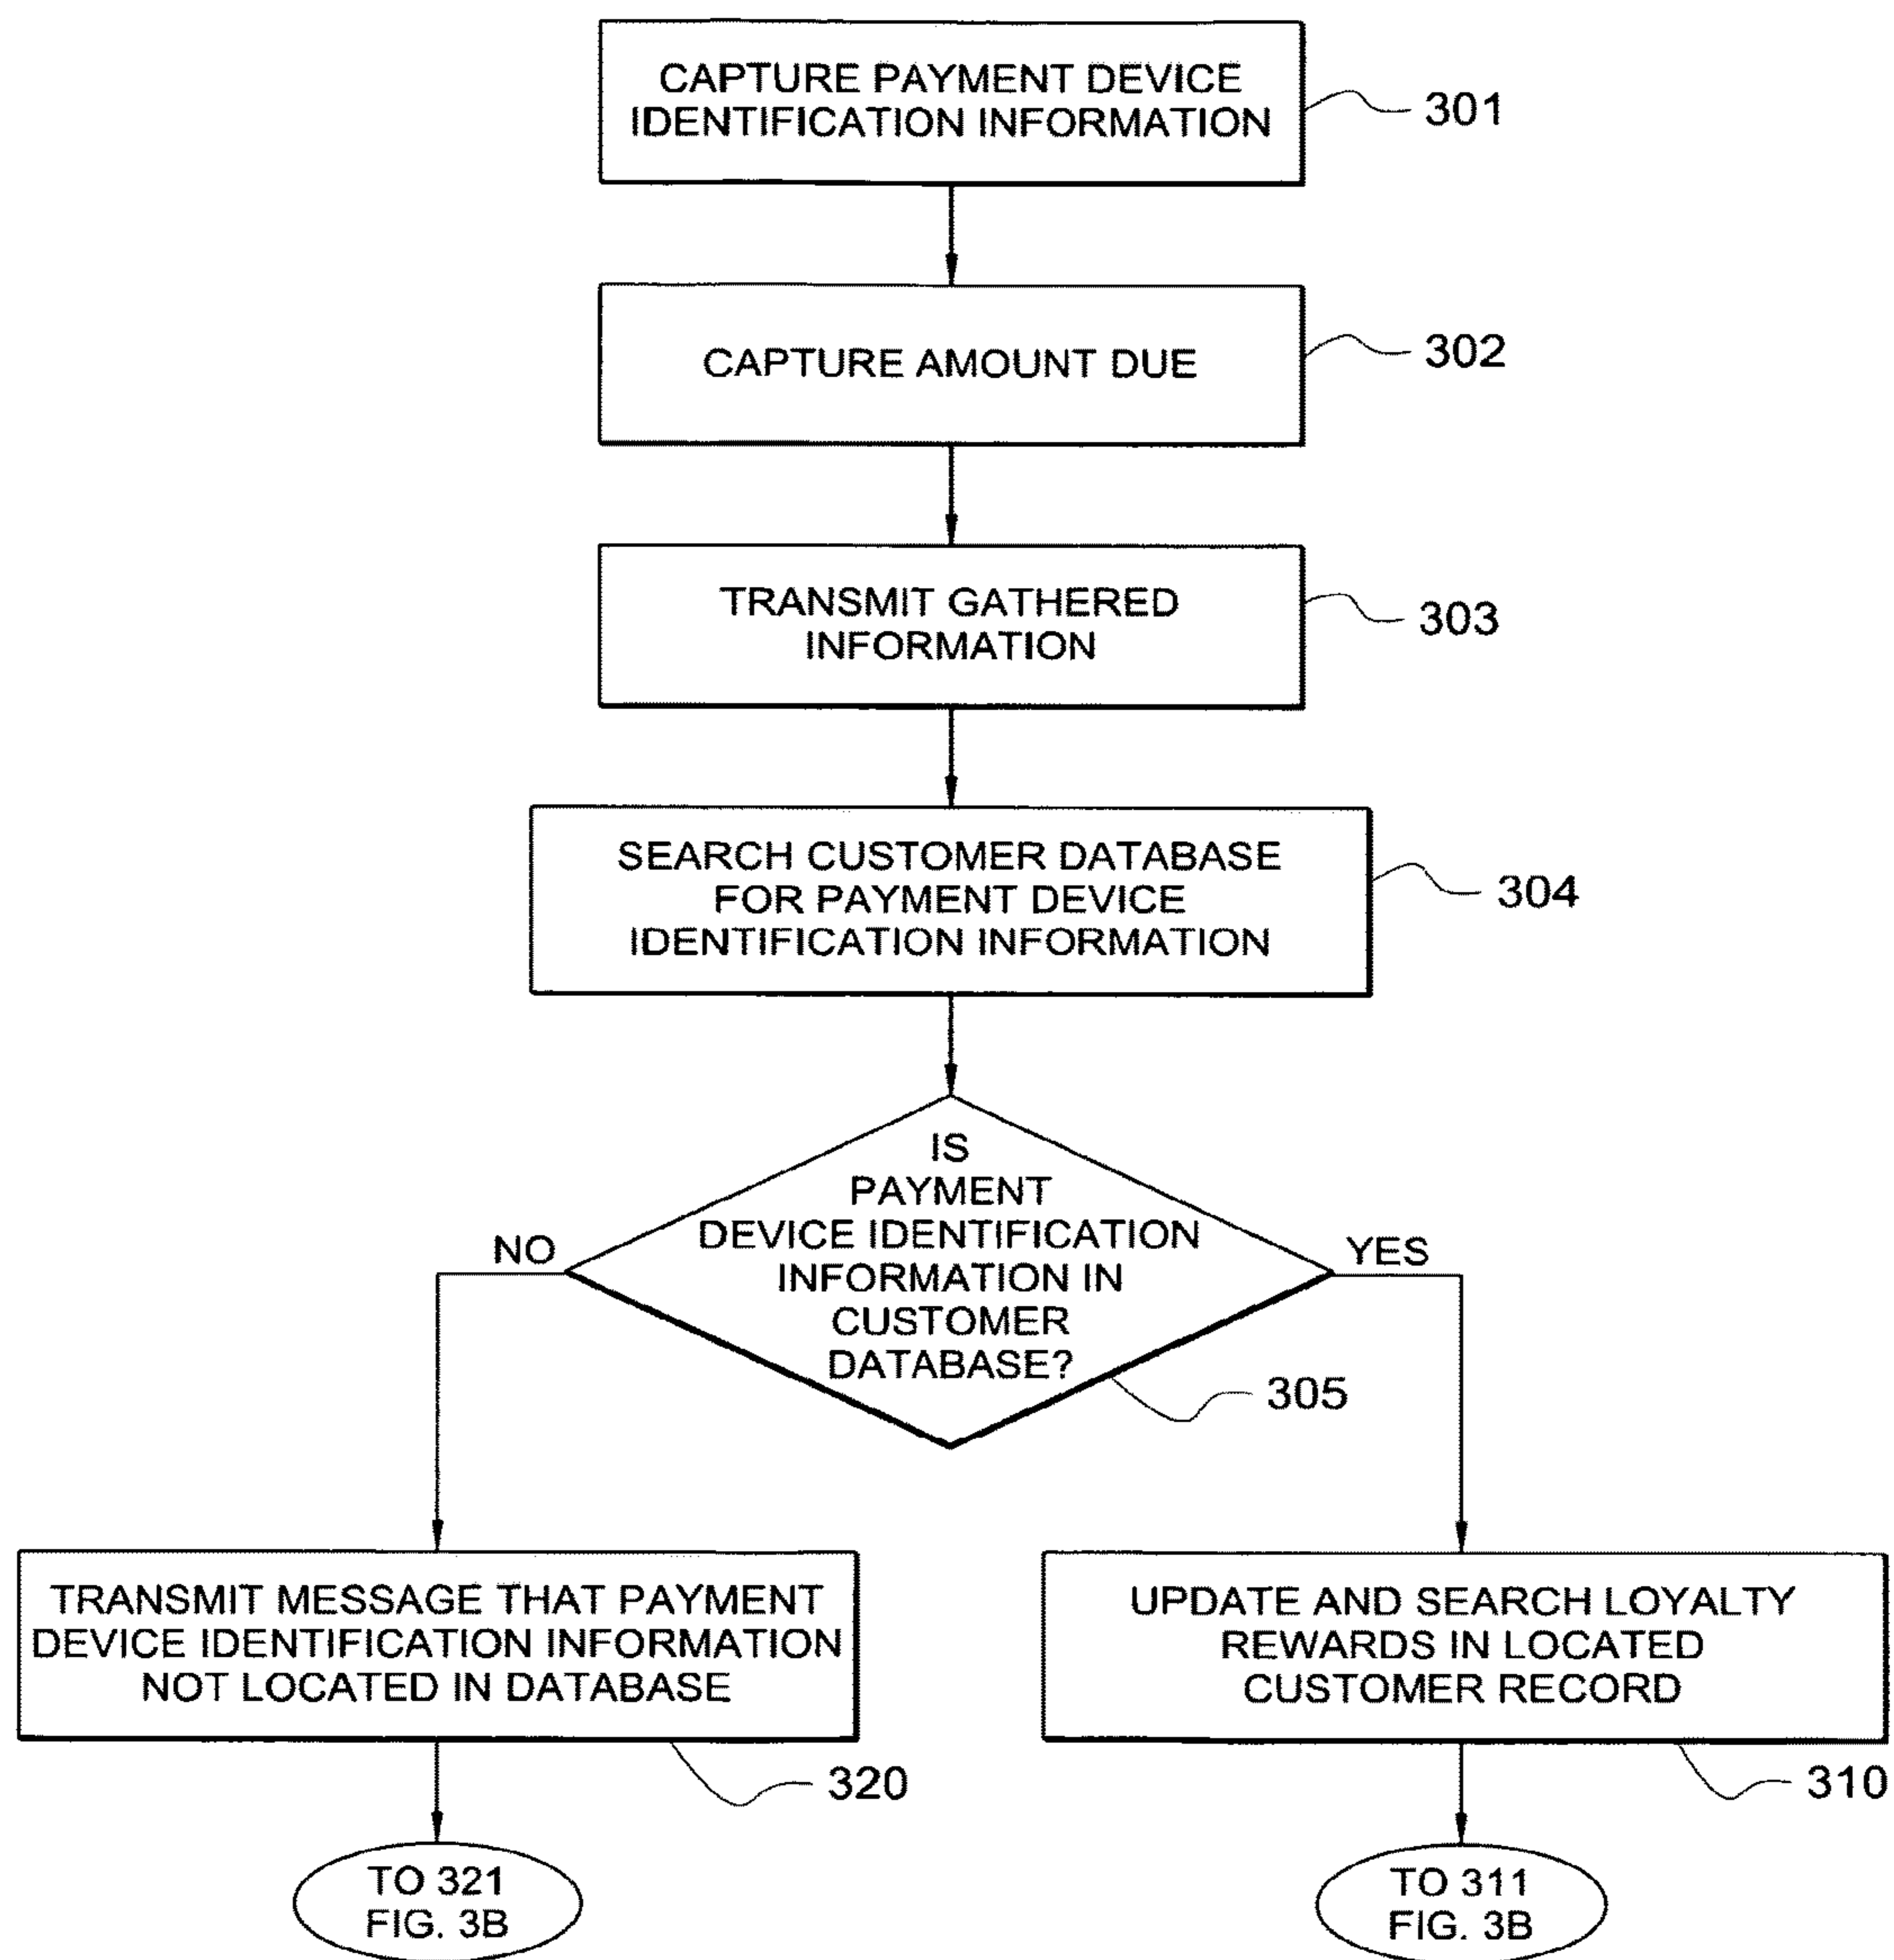 CAPTURE PAYMENT DEVICE
IDENTIFICATION INFORMATION
301
CAPTURE AMOUNT DUE
302
TRANSMIT GATHERED
INFORMATION
303
SEARCH CUSTOMER DATABASE
FOR PAYMENT DEVICE
IDENTIFICATION INFORMATION
304
IS
PAYMENT
DEVICE IDENTIFICATION
INFORMATION IN
CUSTOMER
DATABASE?
305
NO
YES
TRANSMIT MESSAGE THAT PAYMENT
DEVICE IDENTIFICATION INFORMATION
NOT LOCATED IN DATABASE
320
UPDATE AND SEARCH LOYALTY
REWARDS IN LOCATED
CUSTOMER RECORD
310
TO 321
FIG. 3B
TO 311
FIG. 3B